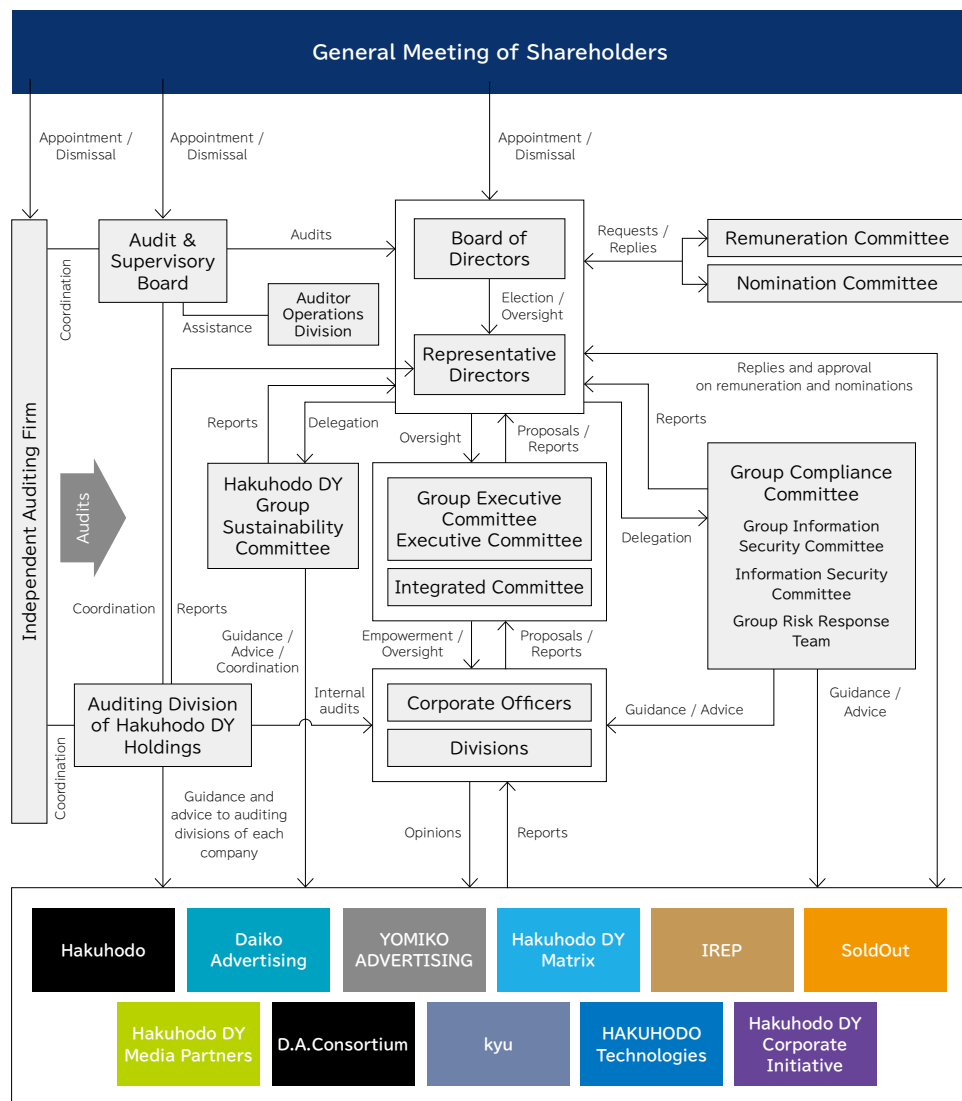 General Meeting of Shareholders
Appointment /
Dismissal
Appointment /
Dismissal
Appointment /
Dismissal
Independent Auditing Firm
Coordination
Audit &
Supervisory
Board
Audits
Auditor
Operations
Division
Assistance
Board of
Directors
Election /
Oversight
Representative
Directors
Requests /
Replies
Remuneration Committee
Nomination Committee
Replies and approval
on remuneration and nominations
Reports
Delegation
Oversight
Proposals /
Reports
Reports
Audits
Hakuhodo DY
Group
Sustainability
Committee
Group Executive
Committee
Executive Committee
Integrated Committee
Delegation
Group Compliance
Committee
Group Information
Security Committee
Information Security
Committee
Group Risk Response
Team
Coordination
Reports
Guidance /
Advice /
Coordination
Empowerment /
Oversight
Proposals /
Reports
Coordination
Auditing Division
of Hakuhodo DY
Holdings
Internal
audits
Corporate Officers
Divisions
Guidance / Advice
Guidance /
Advice
Guidance and
advice to auditing
divisions of each
company
Opinions
Reports
Hakuhodo
Daiko
Advertising
YOMIKO
ADVERTISING
Hakuhodo DY
Matrix
IREP
SoldOut
Hakuhodo DY
Media Partners
D.A.Consortium
kyu
HAKUHODO
Technologies
Hakuhodo DY
Corporate
Initiative